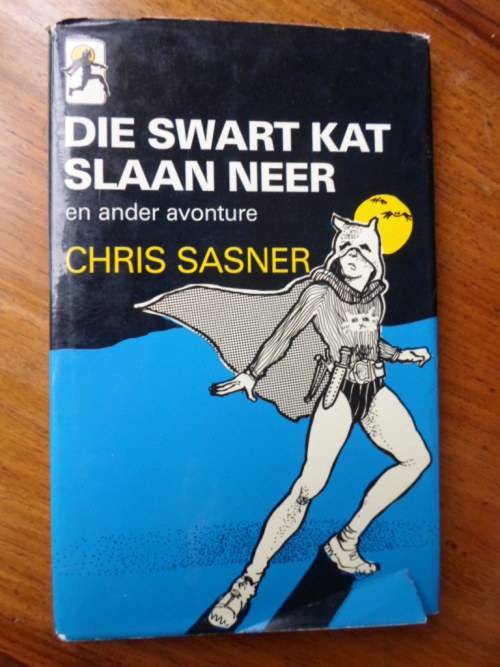 DIE SWART KAT
SLAAN NEER
en ander avonture
CHRIS SASNER